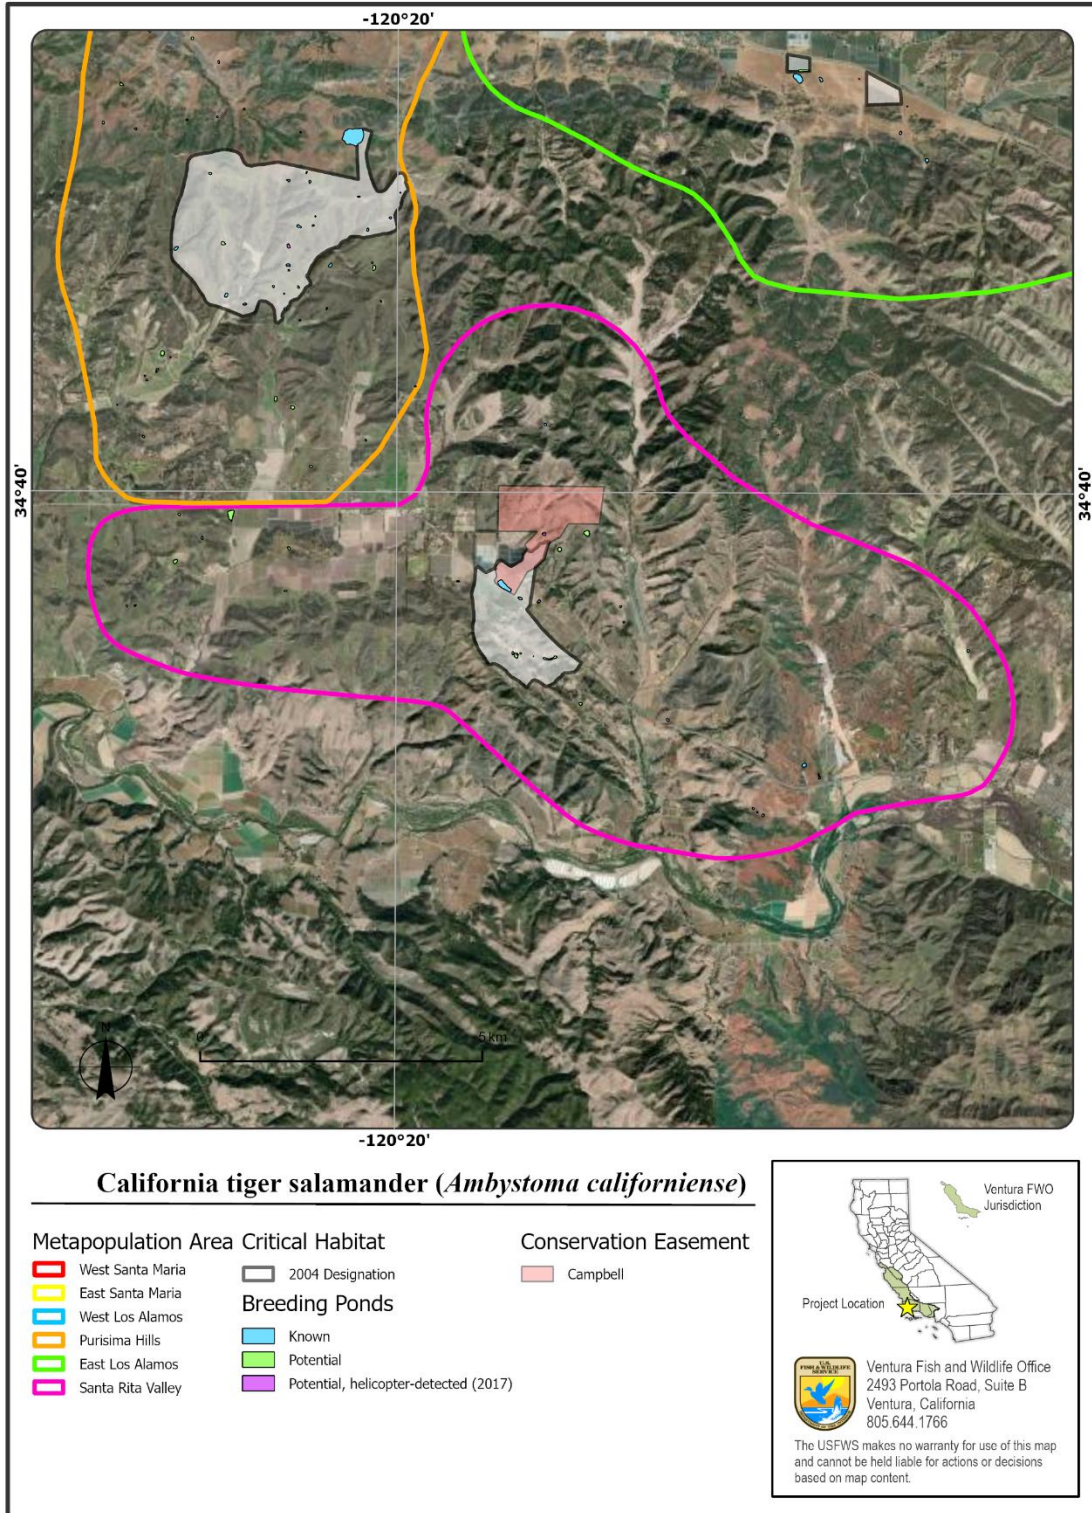 -120°20'
34°40'
34°40'
N
0
5 km
-120°20'
California tiger salamander (Ambystoma californiense)
Metapopulation Area
West Santa Maria
East Santa Maria
West Los Alamos
Purisima Hills
East Los Alamos
Santa Rita Valley
Critical Habitat
2004 Designation
Breeding Ponds
Known
Potential
Potential, helicopter-detected (2017)
Conservation Easement
Campbell
Ventura FWO
Jurisdiction
Project Location
U.S.
FISH & WILDLIFE
SERVICE
Ventura Fish and Wildlife Office
2493 Portola Road, Suite B
Ventura, California
805.644.1766
The USFWS makes no warranty for use of this map
and cannot be held liable for actions or decisions
based on map content.